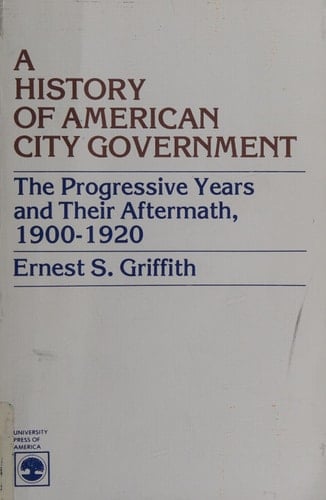 A
HISTORY
OF AMERICAN
CITY GOVERNMENT
The Progressive Years
and Their Aftermath,
1900-1920
Ernest S. Griffith
UNIVERSITY
PRESS OF
AMERICA